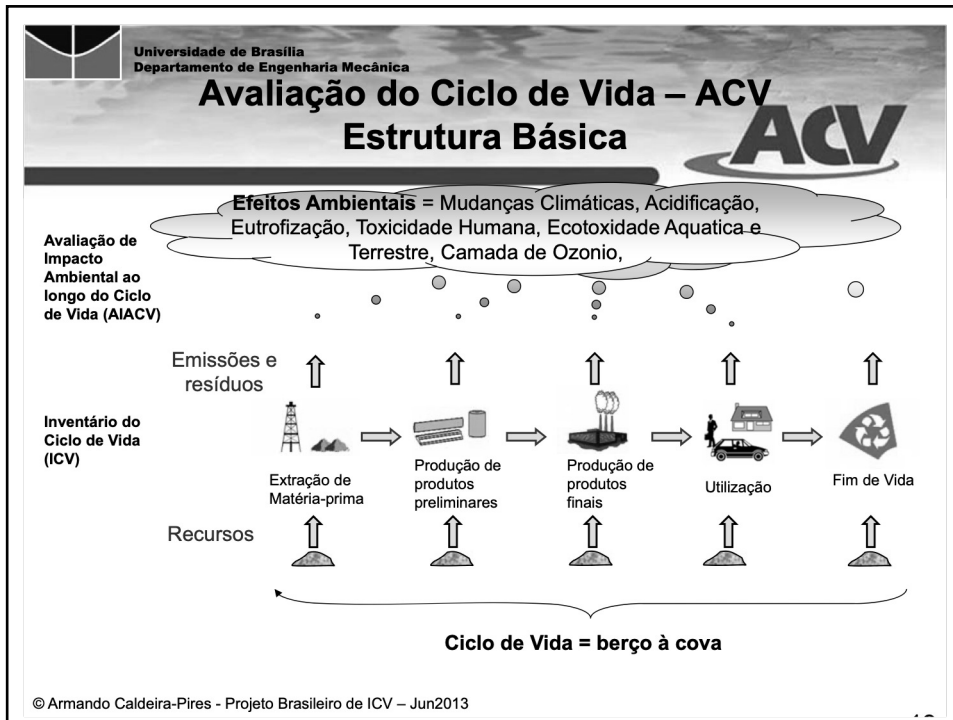 Universidade de Brasília
Departamento de Engenharia Mecânica
Avaliação do Ciclo de Vida – ACV
Estrutura Básica
ACV
Efeitos Ambientais = Mudanças Climáticas, Acidificação,
Eutrofização, Toxicidade Humana, Ecotoxidade Aquatica e
Terrestre, Camada de Ozonio,
Avaliação de
Impacto
Ambiental ao
longo do Ciclo
de Vida (AIACV)
Emissões e
resíduos
Inventário do
Ciclo de Vida
(ICV)
Extração de
Matéria-prima
Produção de
produtos
preliminares
Produção de
produtos
finais
Utilização
Fim de Vida
Recursos
Ciclo de Vida = berço à cova
© Armando Caldeira-Pires - Projeto Brasileiro de ICV – Jun2013